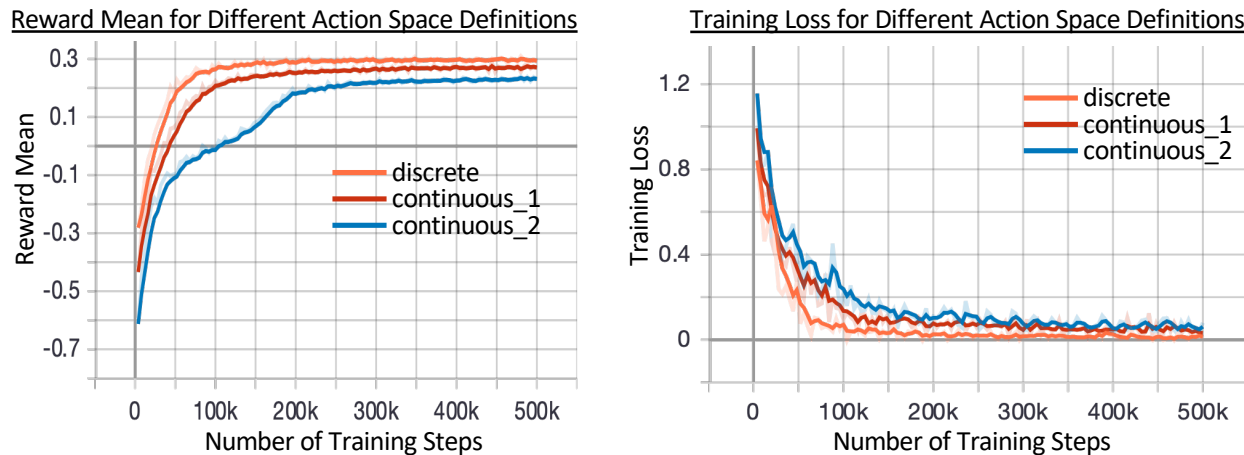 Reward Mean for Different Action Space Definitions
0.3
0.1
-0.1
-0.3
-0.5
-0.7
Reward Mean
discrete
continuous_1
continuous_2
0 100k 200k 300k 400k 500k
Number of Training Steps
Training Loss for Different Action Space Definitions
1.2
0.8
0.4
0
Training Loss
discrete
continuous_1
continuous_2
0 100k 200k 300k 400k 500k
Number of Training Steps